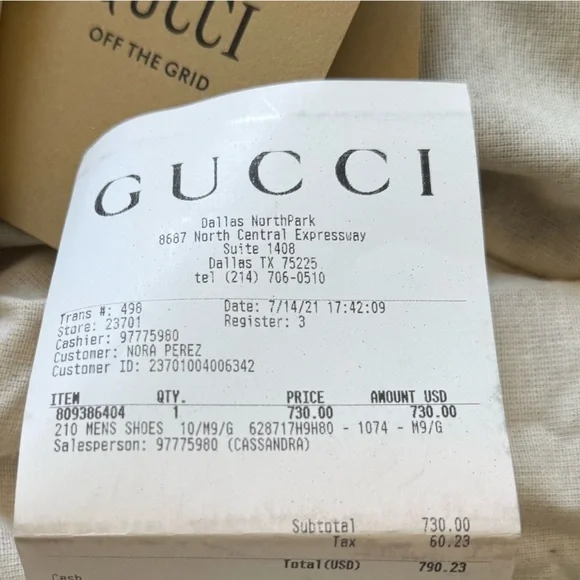 GUCCI
OFF THE GRID
GUCCI
Dallas NorthPark
8687 North Central Expressway
Suite 1408
Dallas TX 75225
tel (214) 706-0510
Trans #: 498 Date: 7/14/21 17:42:09
Store: 23701 Register: 3
Cashier: 97775980
Customer: NORA PEREZ
Customer ID: 23701004006342
ITEM QTY. PRICE AMOUNT USD
809386404 1 730.00 730.00
210 MENS SHOES 10/M9/G 628717H9H80 - 1074 - M9/G
Salesperson: 97775980 (CASSANDRA)
Subtotal 730.00
Tax 60.23
Total(USD) 790.23
Cash